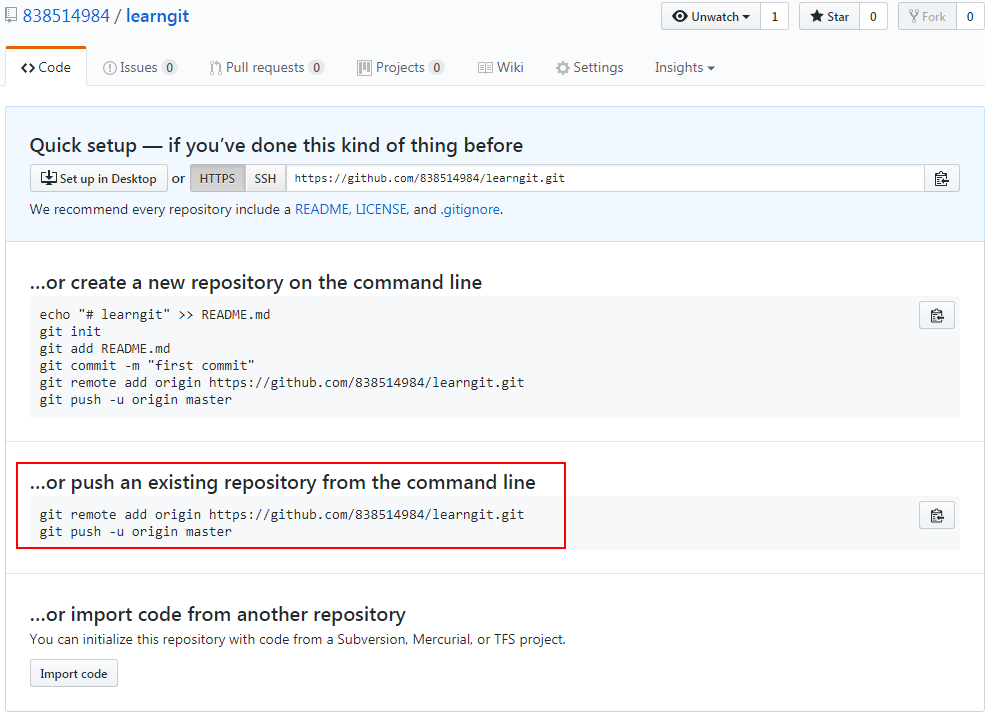 838514984 / learngit
Unwatch 1 Star 0 Fork 0
Code Issues 0 Pull requests 0 Projects 0 Wiki Settings Insights
Quick setup — if you’ve done this kind of thing before
Set up in Desktop or HTTPS SSH https://github.com/838514984/learngit.git
We recommend every repository include a README, LICENSE, and .gitignore.
…or create a new repository on the command line
echo "# learngit" >> README.md
git init
git add README.md
git commit -m "first commit"
git remote add origin https://github.com/838514984/learngit.git
git push -u origin master
…or push an existing repository from the command line
git remote add origin https://github.com/838514984/learngit.git
git push -u origin master
…or import code from another repository
You can initialize this repository with code from a Subversion, Mercurial, or TFS project.
Import code